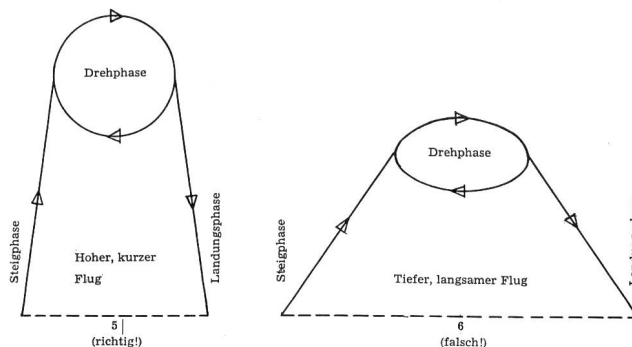 Drehphase
Steigphase
Landungsphase
Hoher, kurzer
Flug
5
(richtig!)
Drehphase
Steigphase
Tiefer, langsamer Flug
6
(falsch!)